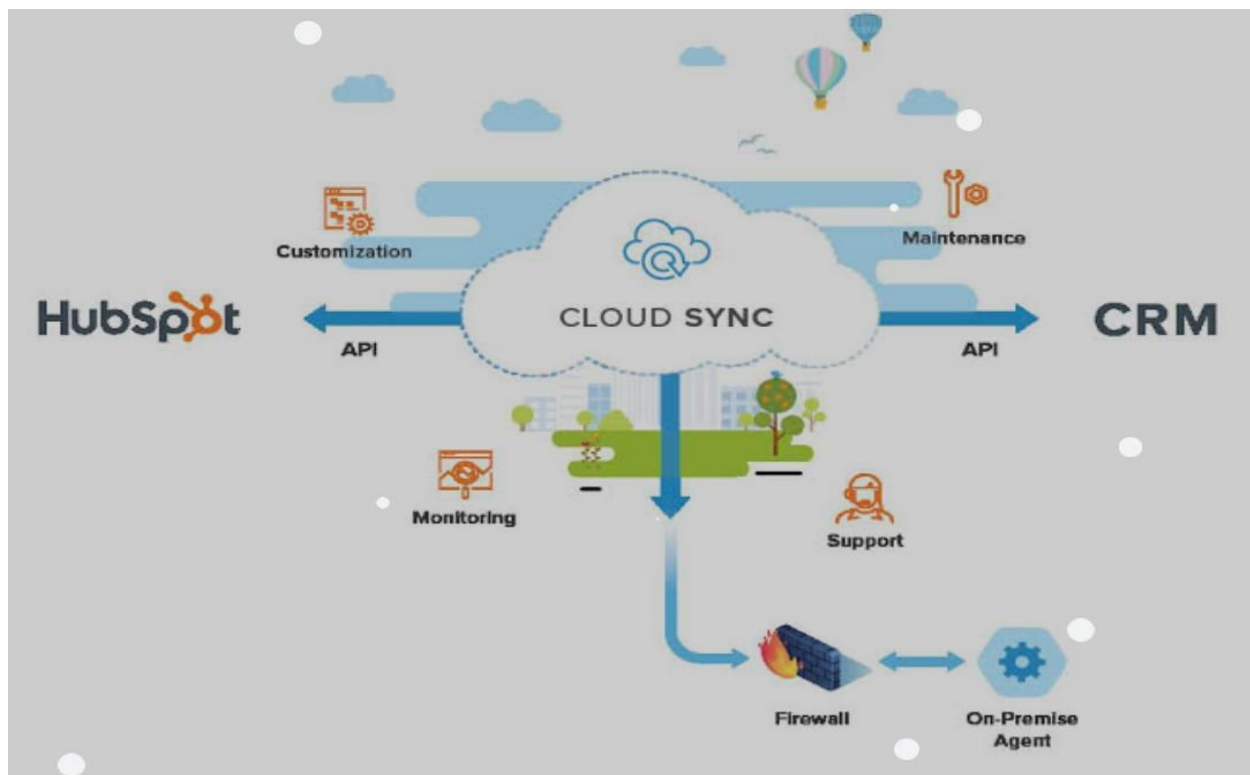 Customization
Maintenance
HubSpot
CLOUD SYNC
CRM
API
API
Monitoring
Support
Firewall
On-Premise
Agent